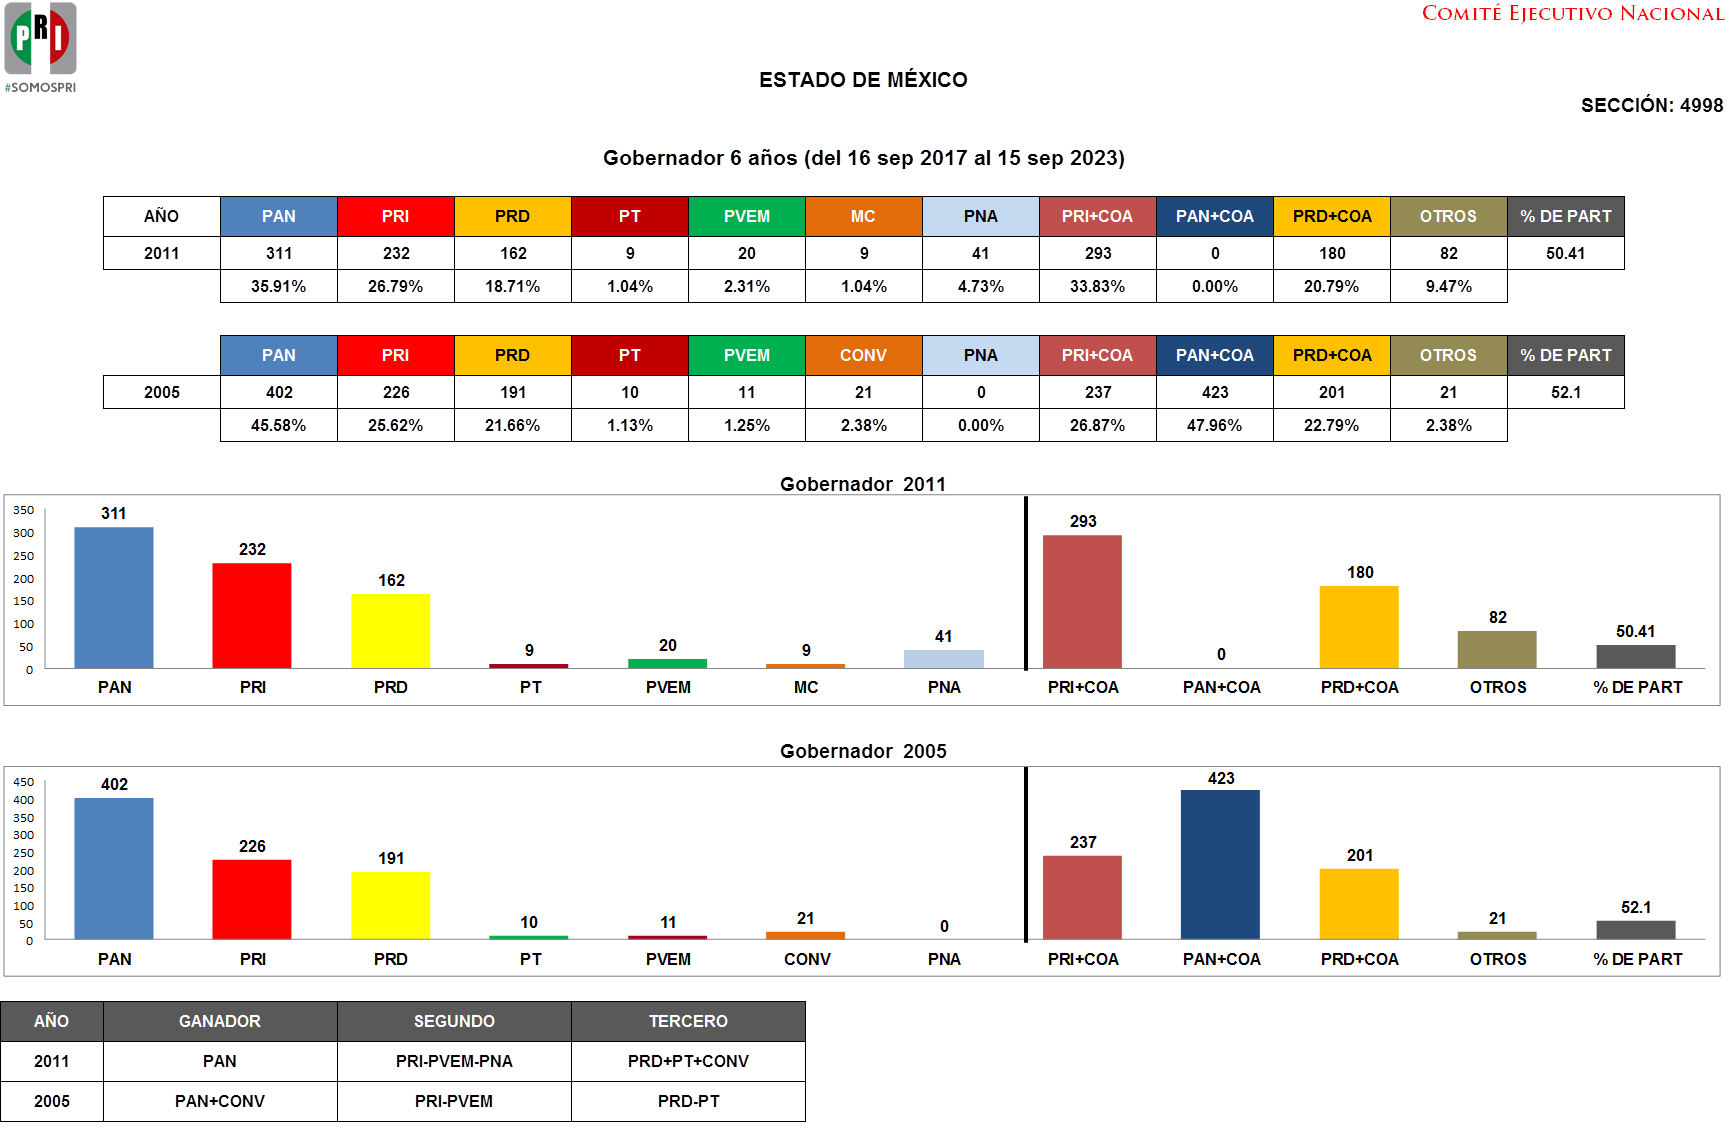 PRI
#SOMOSPRI
COMITÉ EJECUTIVO NACIONAL
ESTADO DE MÉXICO
SECCIÓN: 4998
Gobernador 6 años (del 16 sep 2017 al 15 sep 2023)
AÑO PAN PRI PRD PT PVEM MC PNA PRI+COA PAN+COA PRD+COA OTROS % DE PART
2011 311 232 162 9 20 9 41 293 0 180 82 50.41
35.91% 26.79% 18.71% 1.04% 2.31% 1.04% 4.73% 33.83% 0.00% 20.79% 9.47%
PAN PRI PRD PT PVEM CONV PNA PRI+COA PAN+COA PRD+COA OTROS % DE PART
2005 402 226 191 10 11 21 0 237 423 201 21 52.1
45.58% 25.62% 21.66% 1.13% 1.25% 2.38% 0.00% 26.87% 47.96% 22.79% 2.38%
Gobernador 2011
350
300
250
200
150
100
50
0
311 232 162 9 20 9 41 293 0 180 82 50.41
PAN PRI PRD PT PVEM MC PNA PRI+COA PAN+COA PRD+COA OTROS % DE PART
Gobernador 2005
450
400
350
300
250
200
150
100
50
0
402 226 191 10 11 21 0 237 423 201 21 52.1
PAN PRI PRD PT PVEM CONV PNA PRI+COA PAN+COA PRD+COA OTROS % DE PART
AÑO GANADOR SEGUNDO TERCERO
2011 PAN PRI-PVEM-PNA PRD+PT+CONV
2005 PAN+CONV PRI-PVEM PRD-PT